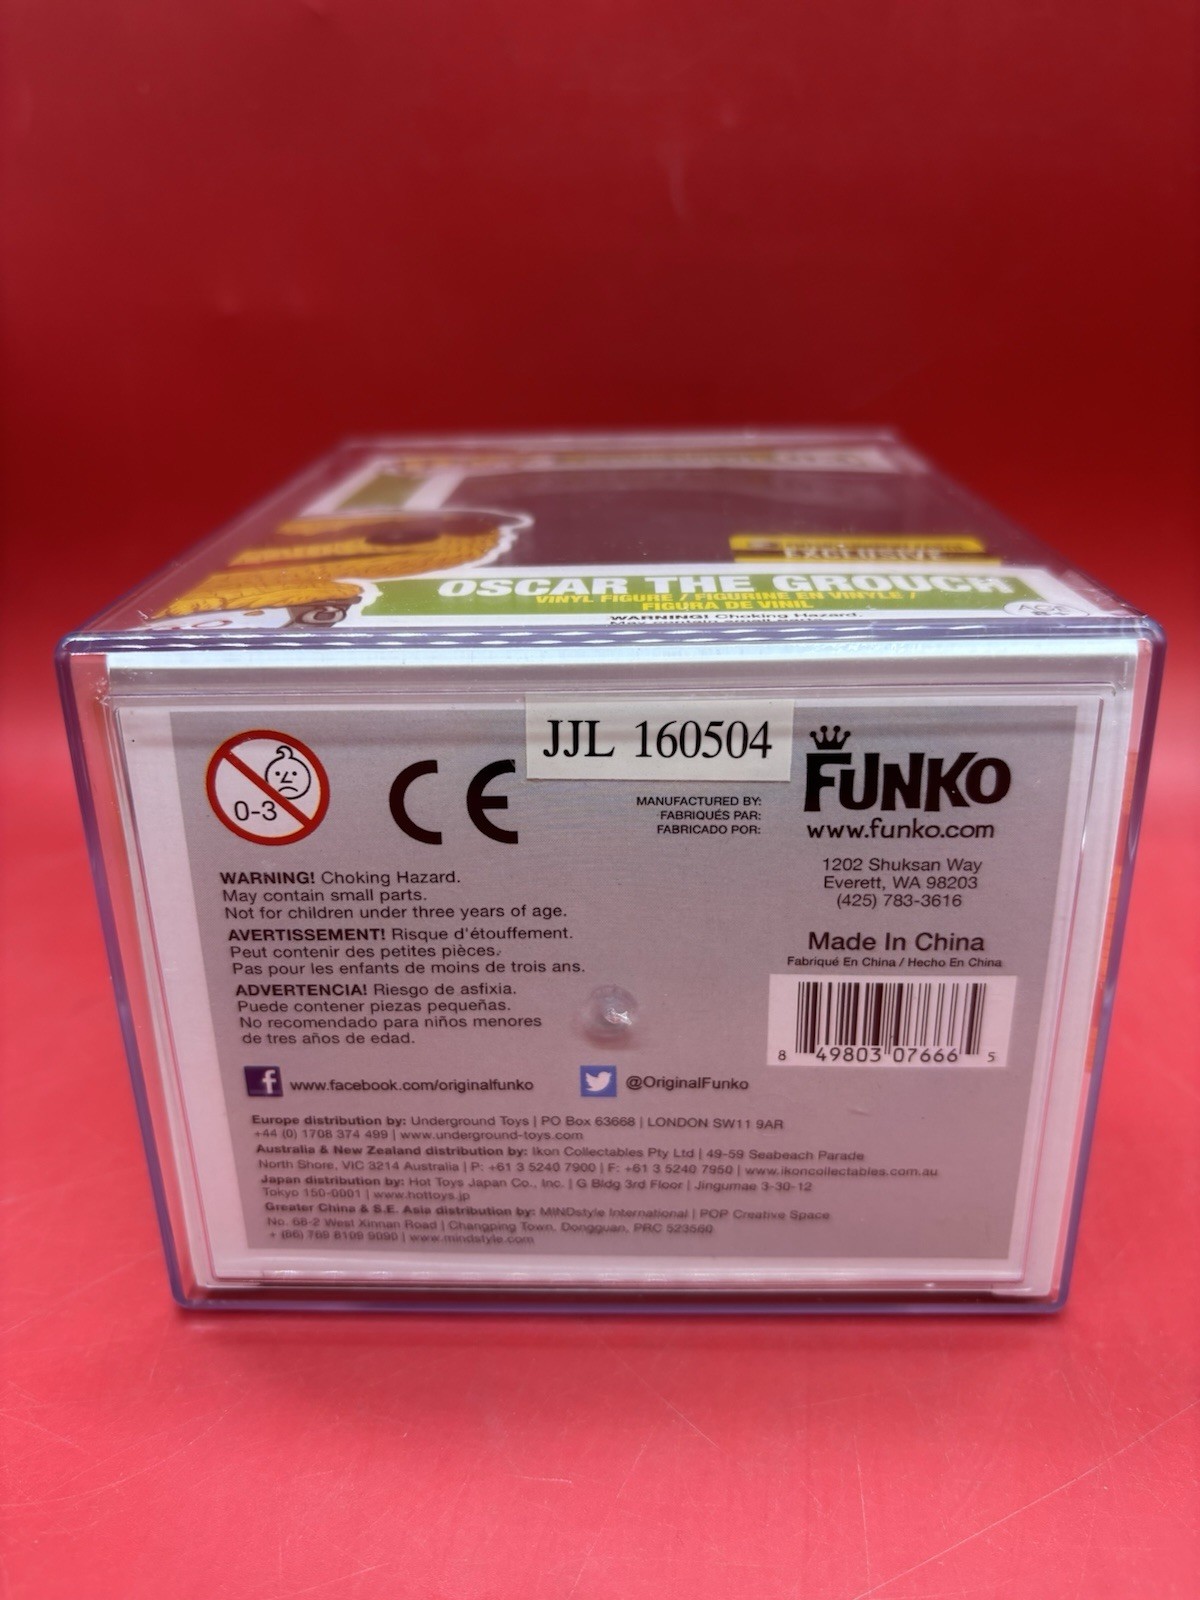 EXCLUSIVE
OSCAR THE GROUCH
VINYL FIGURE / FIGURINE EN VINYLE /
FIGURA DE VINIL
WARNING! Choking Hazard.
AGE
JJL 160504
0-3
CE
MANUFACTURED BY:
FABRIQUÉS PAR:
FABRICADO POR:
FUNKO
www.funko.com
1202 Shuksan Way
Everett, WA 98203
(425) 783-3616
Made In China
Fabriqué En China / Hecho En China
8 49803 07666 5
WARNING! Choking Hazard.
May contain small parts.
Not for children under three years of age.
AVERTISSEMENT! Risque d'étouffement.
Peut contenir des petites pièces.
Pas pour les enfants de moins de trois ans.
ADVERTENCIA! Riesgo de asfixia.
Puede contener piezas pequeñas.
No recomendado para niños menores
de tres años de edad.
f www.facebook.com/originalfunko
@OriginalFunko
Europe distribution by: Underground Toys | PO Box 63668 | LONDON SW11 9AR
+44 (0) 1708 374 499 | www.underground-toys.com
Australia & New Zealand distribution by: Ikon Collectables Pty Ltd | 49-59 Seabeach Parade
North Shore, VIC 3214 Australia | P: +61 3 5240 7900 | F: +61 3 5240 7950 | www.ikoncollectables.com.au
Japan distribution by: Hot Toys Japan Co., Inc. | G Bldg 3rd Floor | Jingumae 3-30-12
Tokyo 150-0001 | www.hottoys.jp
Greater China & S.E. Asia distribution by: MINDstyle International | POP Creative Space
No. 68-2 West Xinnan Road | Changping Town, Dongguan, PRC 523560
+ (86) 769 8109 9090 | www.mindstyle.com